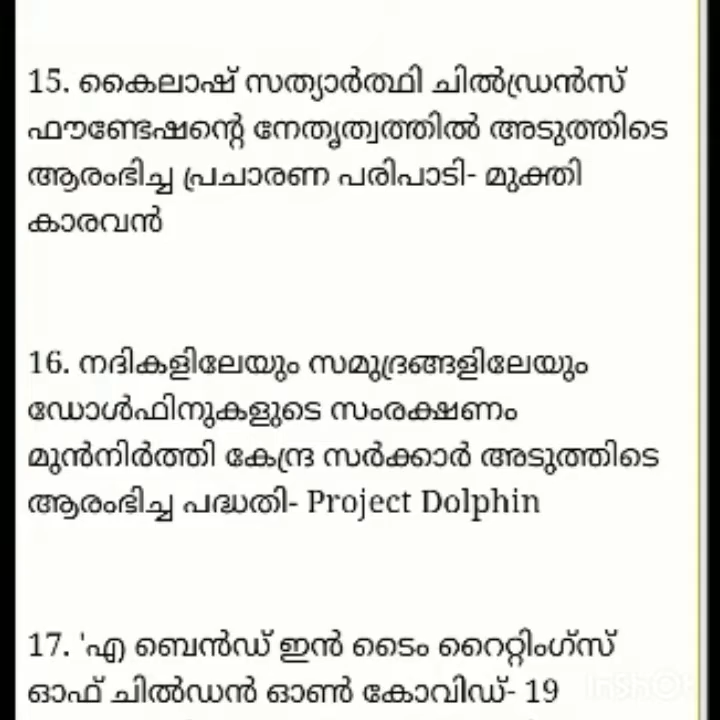 15. കൈലാഷ് സത്യാർത്ഥി ചിൽഡ്രൻസ്
ഫൗണ്ടേഷന്റെ നേതൃത്വത്തിൽ അടുത്തിടെ
ആരംഭിച്ച പ്രചാരണ പരിപാടി- മുക്തി
കാരവൻ
16. നദികളിലേയും സമുദ്രങ്ങളിലേയും
ഡോൾഫിനുകളുടെ സംരക്ഷണം
മുൻനിർത്തി കേന്ദ്ര സർക്കാർ അടുത്തിടെ
ആരംഭിച്ച പദ്ധതി- Project Dolphin
17. 'എ ബെൻഡ് ഇൻ ടൈം റൈറ്റിംഗ്സ്
ഓഫ് ചിൽഡൻ ഓൺ കോവിഡ്- 19